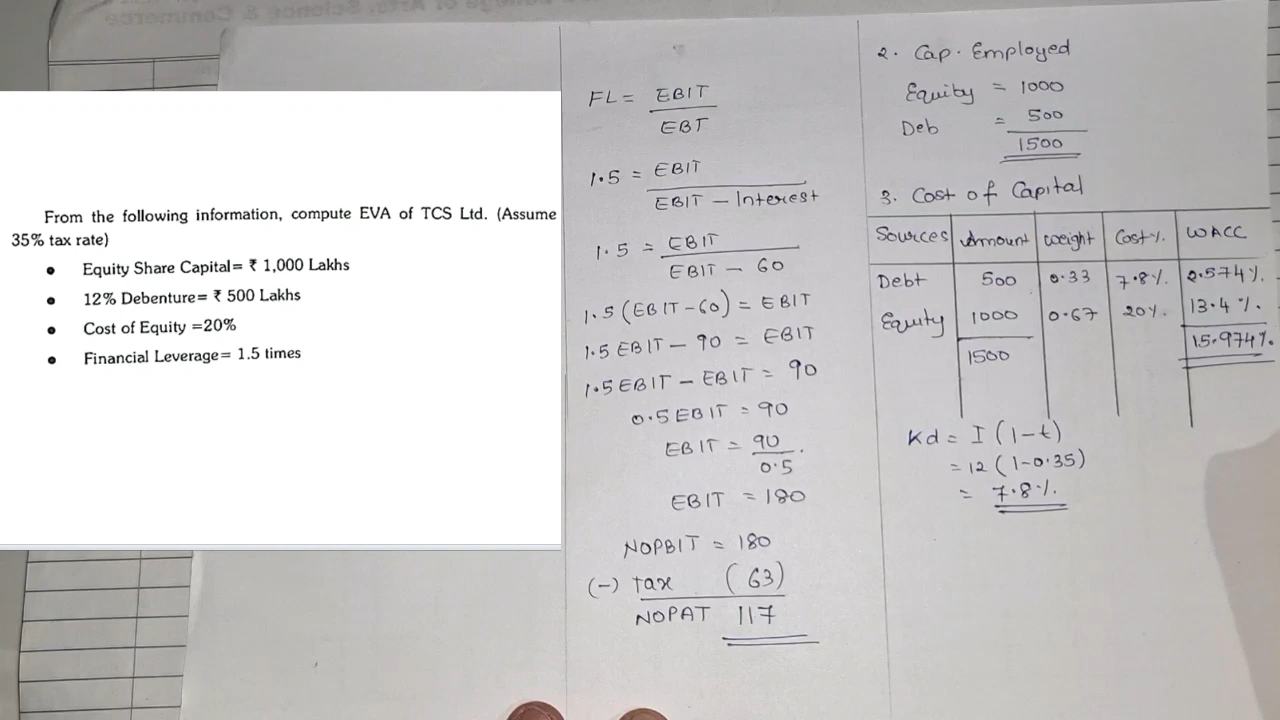 From the following information, compute EVA of TCS Ltd. (Assume
35% tax rate)
• Equity Share Capital= ₹ 1,000 Lakhs
• 12% Debenture= ₹ 500 Lakhs
• Cost of Equity =20%
• Financial Leverage= 1.5 times
FL = EBIT
EBT
1.5 = EBIT
EBIT - Interest
1.5 = EBIT
EBIT - 60
1.5 (EBIT-60) = EBIT
1.5 EBIT - 90 = EBIT
1.5 EBIT - EBIT = 90
0.5 EBIT = 90
EBIT = 90
0.5
EBIT = 180
NOPBIT = 180
(-) tax (63)
NOPAT 117
2. Cap. Employed
Equity = 1000
Deb = 500
1500
3. Cost of Capital
Sources Amount weight Cost% WACC
Debt 500 0.33 7.8% 2.574%
Equity 1000 0.67 20% 13.4%
1500 15.974%
Kd = I (1-t)
= 12 (1-0.35)
= 7.8%